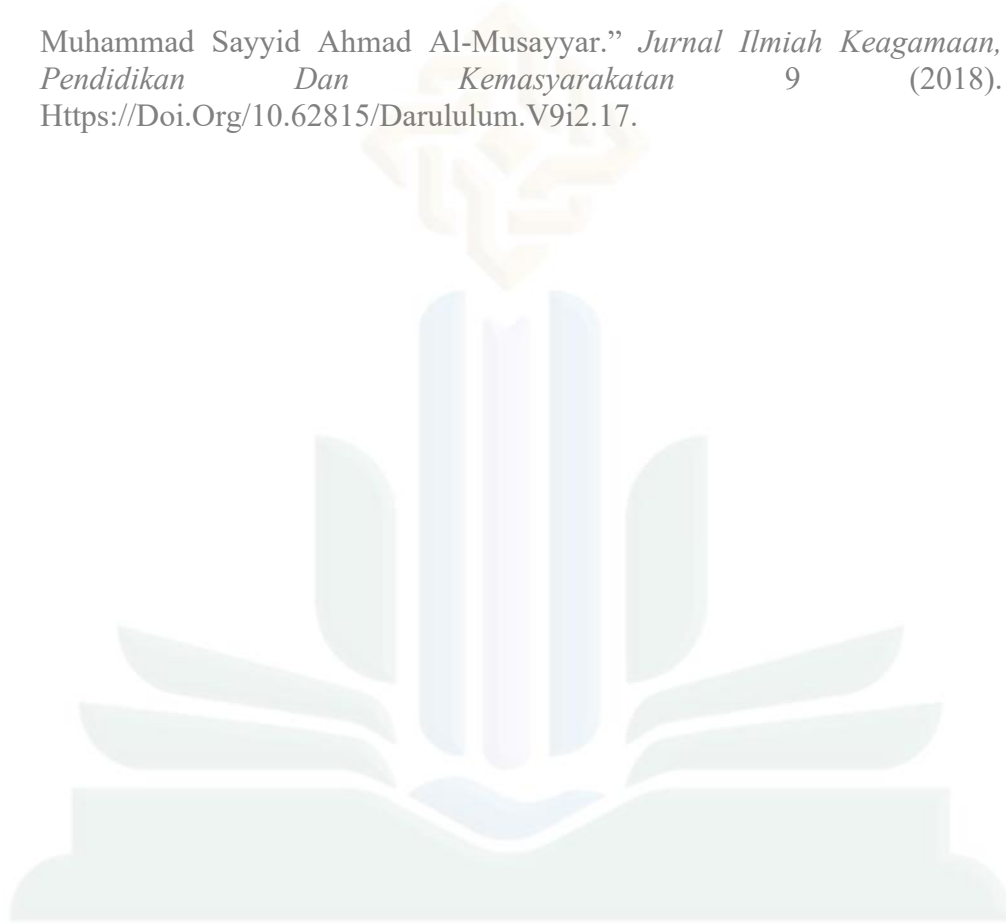 Muhammad Sayyid Ahmad Al-Musayyar.” Jurnal Ilmiah Keagamaan,
Pendidikan Dan Kemasyarakatan 9 (2018).
Https://Doi.Org/10.62815/Darululum.V9i2.17.